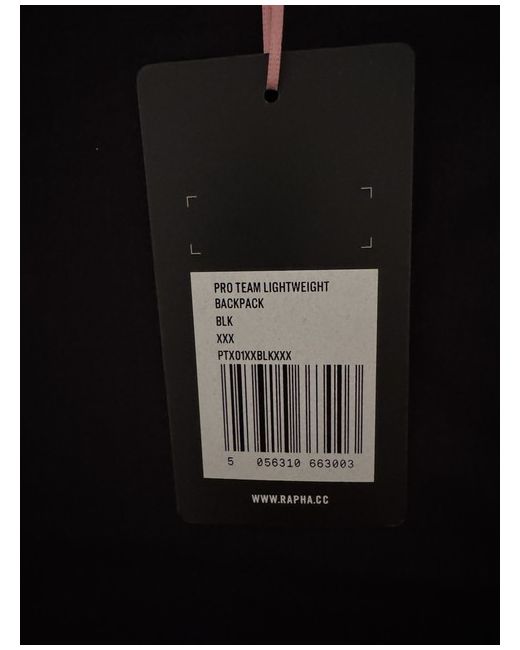 PRO TEAM LIGHTWEIGHT
BACKPACK
BLK
XXX
PTX01XXBLKXXX
5 056310 663003
WWW.RAPHA.CC